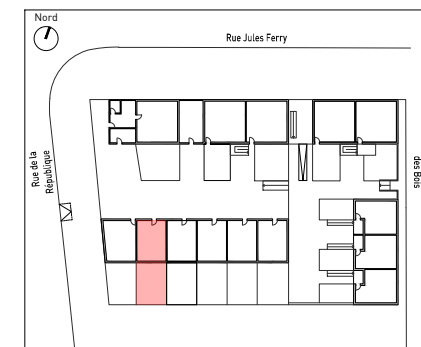 Nord
Rue Jules Ferry
Rue de la
République
des Bois